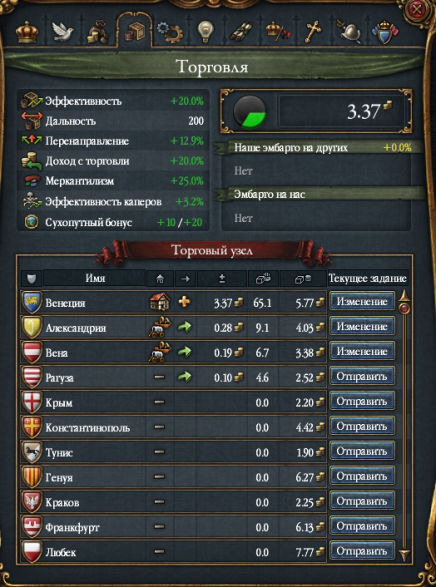 Торговля
Эффективность +20.0%
Дальность 200
Перенаправление +12.9%
Доход с торговли +20.0%
Меркантилизм +25.0%
Эффективность каперов +3.2%
Сухопутный бонус +10 /+20
3.37
Наше эмбарго на других +0.0%
Нет
Эмбарго на нас
Нет
Торговый узел
Имя ± Текущее задание
Венеция 3.37 65.1 5.77 Изменение
Александрия 0.28 9.1 4.03 Изменение
Вена 0.19 6.7 3.38 Изменение
Рагуза 0.10 4.6 2.52 Отправить
Крым 0.0 2.20 Отправить
Константинополь 0.0 4.42 Отправить
Тунис 0.0 1.90 Отправить
Генуя 0.0 6.27 Отправить
Краков 0.0 2.25 Отправить
Франкфурт 0.0 6.13 Отправить
Любек 0.0 7.77 Отправить